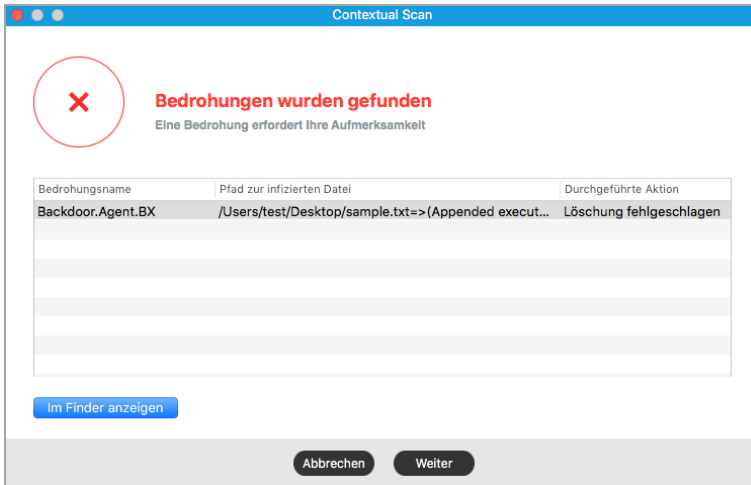 Contextual Scan
Bedrohungen wurden gefunden
Eine Bedrohung erfordert Ihre Aufmerksamkeit
Bedrohungsname Pfad zur infizierten Datei Durchgeführte Aktion
Backdoor.Agent.BX /Users/test/Desktop/sample.txt=>(Appended execut... Löschung fehlgeschlagen
Im Finder anzeigen
Abbrechen Weiter